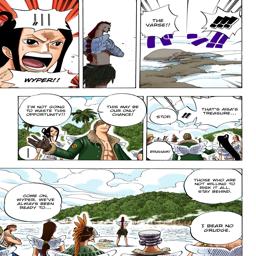 WYPER!!
THE
VARSE!!
!!!
I'M NOT GOING
TO WASTE THIS
OPPORTUNITY!!
THIS MAY BE
OUR ONLY
CHANCE!
STOP
!!
THAT'S AISA'S
TREASURE...
BRAHAM!
COME ON,
WYPER. WE'VE
ALWAYS BEEN
READY TO...
THOSE WHO ARE
NOT WILLING TO
RISK IT ALL,
STAY BEHIND.
I BEAR NO
GRUDGE.